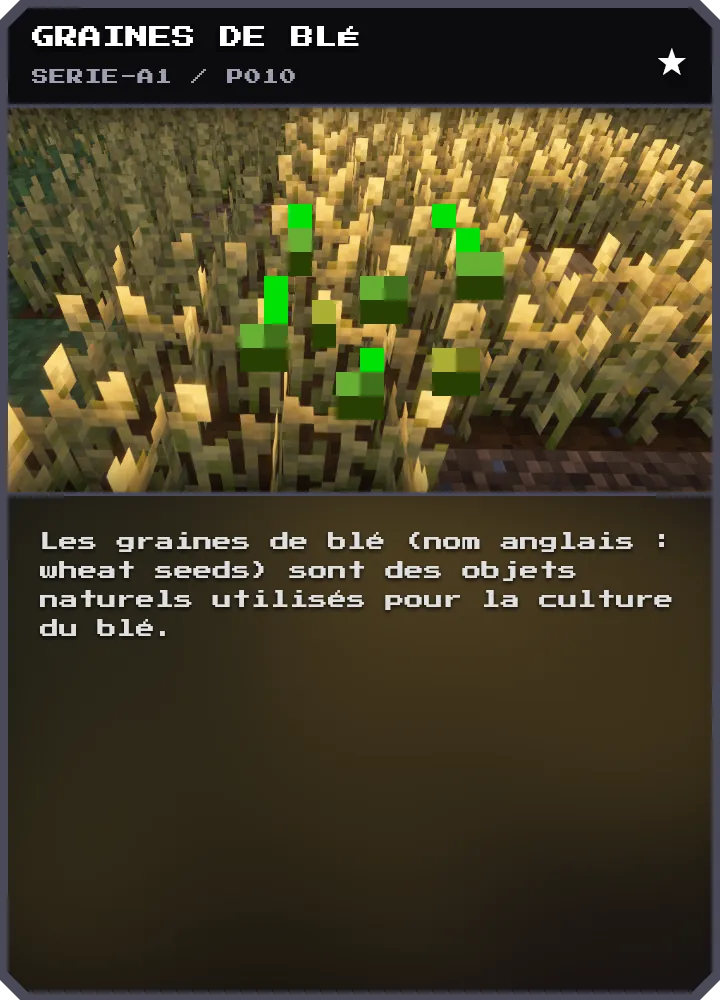 GRAINES DE BLé
SERIE-A1 / P010
Les graines de blé (nom anglais :
wheat seeds) sont des objets
naturels utilisés pour la culture
du blé.